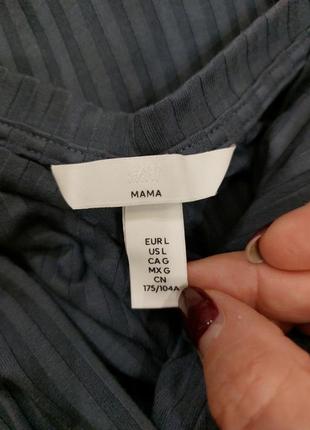 H&M
MAMA
EUR L
US L
CA G
MX G
CN
175/104A